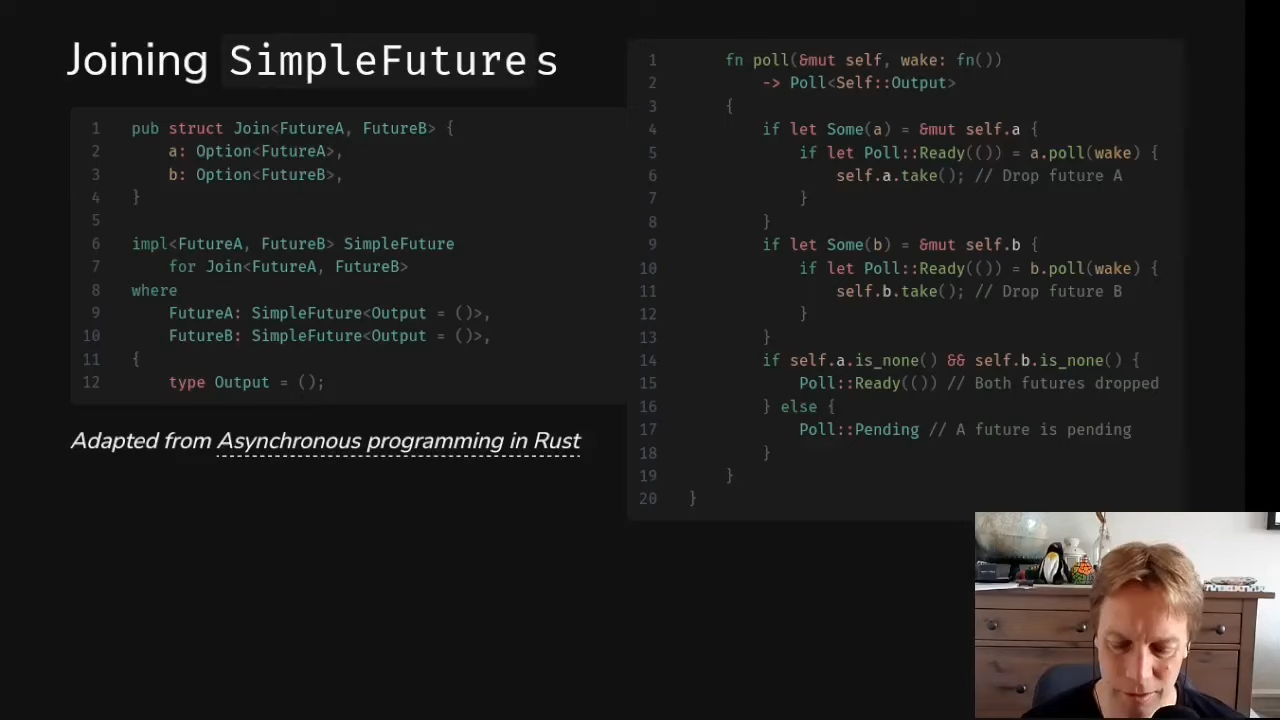 Joining SimpleFutures
1 pub struct Join<FutureA, FutureB> {
2 a: Option<FutureA>,
3 b: Option<FutureB>,
4 }
5
6 impl<FutureA, FutureB> SimpleFuture
7 for Join<FutureA, FutureB>
8 where
9 FutureA: SimpleFuture<Output = ()>,
10 FutureB: SimpleFuture<Output = ()>,
11 {
12 type Output = ();
Adapted from Asynchronous programming in Rust
1 fn poll(&mut self, wake: fn())
2 -> Poll<Self::Output>
3 {
4 if let Some(a) = &mut self.a {
5 if let Poll::Ready(()) = a.poll(wake) {
6 self.a.take(); // Drop future A
7 }
8 }
9 if let Some(b) = &mut self.b {
10 if let Poll::Ready(()) = b.poll(wake) {
11 self.b.take(); // Drop future B
12 }
13 }
14 if self.a.is_none() && self.b.is_none() {
15 Poll::Ready(()) // Both futures dropped
16 } else {
17 Poll::Pending // A future is pending
18 }
19 }
20 }